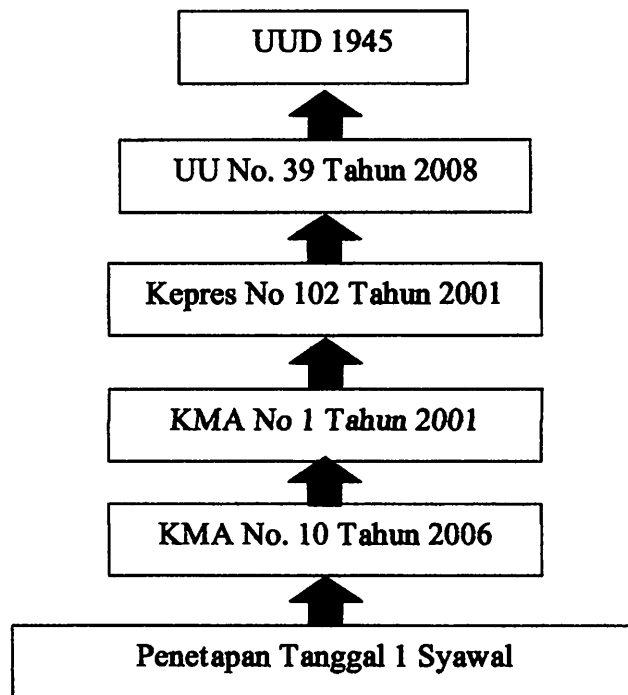 UUD 1945
UU No. 39 Tahun 2008
Kepres No 102 Tahun 2001
KMA No 1 Tahun 2001
KMA No. 10 Tahun 2006
Penetapan Tanggal 1 Syawal